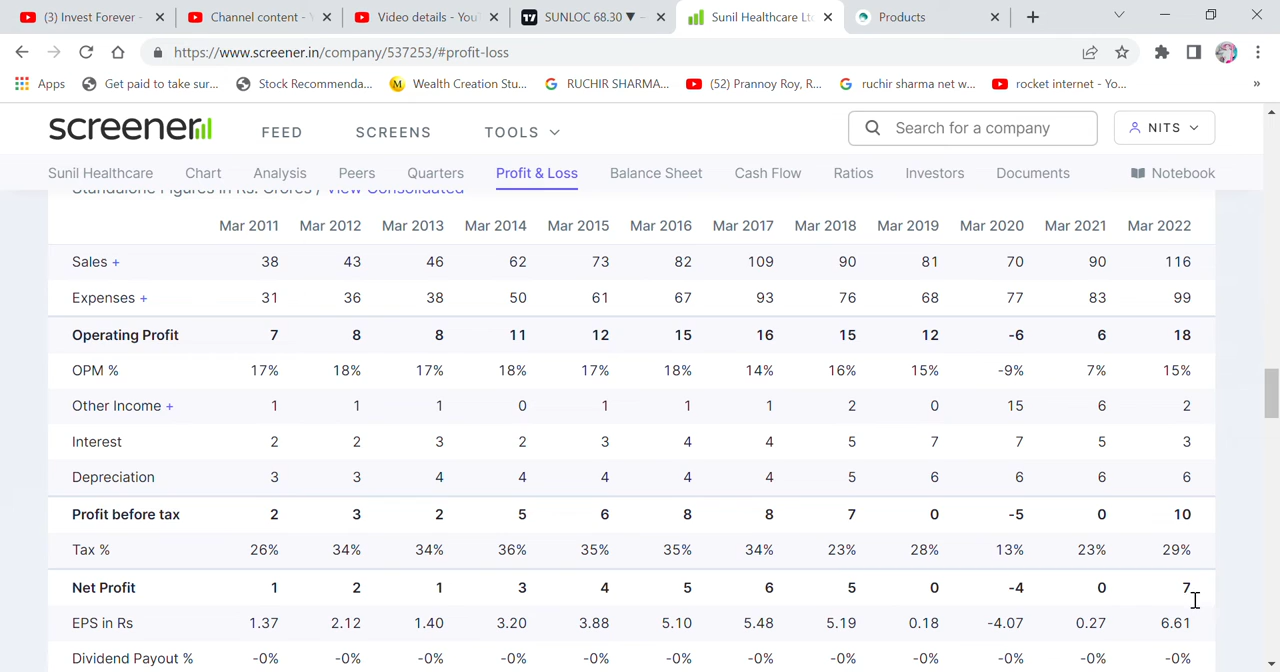 (3) Invest Forever -
Channel content -
Video details - You
17 SUNLOC 68.30 ▼ -
Sunil Healthcare Lt
Products
https://www.screener.in/company/537253/#profit-loss
Apps
Get paid to take sur...
Stock Recommenda...
M Wealth Creation Stu...
G RUCHIR SHARMA...
(52) Prannoy Roy, R...
G ruchir sharma net w...
rocket internet - Yo...
»
screener
FEED SCREENS TOOLS
Search for a company
NITS
Sunil Healthcare Chart Analysis Peers Quarters Profit & Loss Balance Sheet Cash Flow Ratios Investors Documents Notebook
Standalone Figures in Rs. Crores / View Consolidated
Mar 2011 Mar 2012 Mar 2013 Mar 2014 Mar 2015 Mar 2016 Mar 2017 Mar 2018 Mar 2019 Mar 2020 Mar 2021 Mar 2022
Sales + 38 43 46 62 73 82 109 90 81 70 90 116
Expenses + 31 36 38 50 61 67 93 76 68 77 83 99
Operating Profit 7 8 8 11 12 15 16 15 12 -6 6 18
OPM % 17% 18% 17% 18% 17% 18% 14% 16% 15% -9% 7% 15%
Other Income + 1 1 1 0 1 1 1 2 0 15 6 2
Interest 2 2 3 2 3 4 4 5 7 7 5 3
Depreciation 3 3 4 4 4 4 4 5 6 6 6 6
Profit before tax 2 3 2 5 6 8 8 7 0 -5 0 10
Tax % 26% 34% 34% 36% 35% 35% 34% 23% 28% 13% 23% 29%
Net Profit 1 2 1 3 4 5 6 5 0 -4 0 7
EPS in Rs 1.37 2.12 1.40 3.20 3.88 5.10 5.48 5.19 0.18 -4.07 0.27 6.61
Dividend Payout % -0% -0% -0% -0% -0% -0% -0% -0% -0% -0% -0% -0%